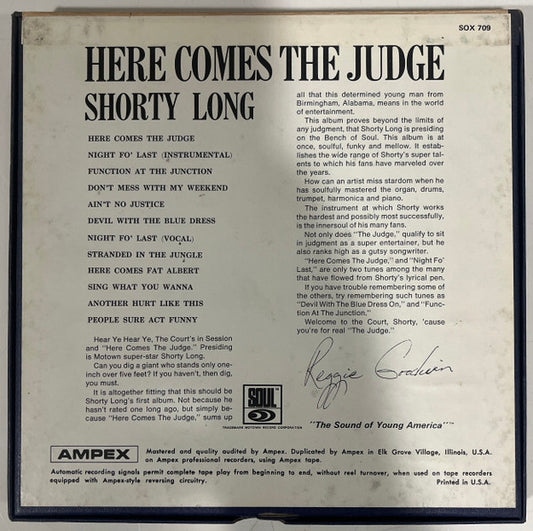 SOX 709
HERE COMES THE JUDGE
SHORTY LONG
HERE COMES THE JUDGE
NIGHT FO' LAST (INSTRUMENTAL)
FUNCTION AT THE JUNCTION
DON'T MESS WITH MY WEEKEND
AIN'T NO JUSTICE
DEVIL WITH THE BLUE DRESS
NIGHT FO' LAST (VOCAL)
STRANDED IN THE JUNGLE
HERE COMES FAT ALBERT
SING WHAT YOU WANNA
ANOTHER HURT LIKE THIS
PEOPLE SURE ACT FUNNY
Hear Ye Hear Ye, The Court's in Session
and "Here Comes The Judge." Presiding
is Motown super-star Shorty Long.
Can you dig a giant who stands only one-
inch over five feet? If you haven't, then dig,
you must.
It is altogether fitting that this should be
Shorty Long's first album. Not because he
hasn't rated one long ago, but simply be-
cause "Here Comes The Judge," sums up
all that this determined young man from
Birmingham, Alabama, means in the world
of entertainment.
This album proves beyond the limits of
any judgment, that Shorty Long is presiding
on the Bench of Soul. This album is at
once, soulful, funky and mellow. It estab-
lishes the wide range of Shorty's super tal-
ents to which his fans have marveled over
the years.
How can an artist miss stardom when he
has soulfully mastered the organ, drums,
trumpet, harmonica and piano.
The instrument at which Shorty works
the hardest and possibly most successfully,
is the innersoul of his many fans.
Not only does "The Judge," qualify to sit
in judgment as a super entertainer, but he
also ranks high as a gutsy songwriter.
"Here Comes The Judge," and "Night Fo'
Last," are only two tunes among the many
that have flowed from Shorty's lyrical pen.
If you have trouble remembering some of
the others, try remembering such tunes as
"Devil With The Blue Dress On," and "Func-
tion At The Junction."
Welcome to the Court, Shorty, 'cause
you're for real "The Judge."
Reggie Goodwin
SOUL
TRADEMARK MOTOWN RECORD CORPORATION
"The Sound of Young America"™
AMPEX
Mastered and quality audited by Ampex. Duplicated by Ampex in Elk Grove Village, Illinois, U.S.A.
on Ampex professional recorders, using Ampex tape.
Automatic recording signals permit complete tape play from beginning to end, without reel turnover, when used on tape recorders
equipped with Ampex-style reversing circuitry.
Printed in U.S.A.